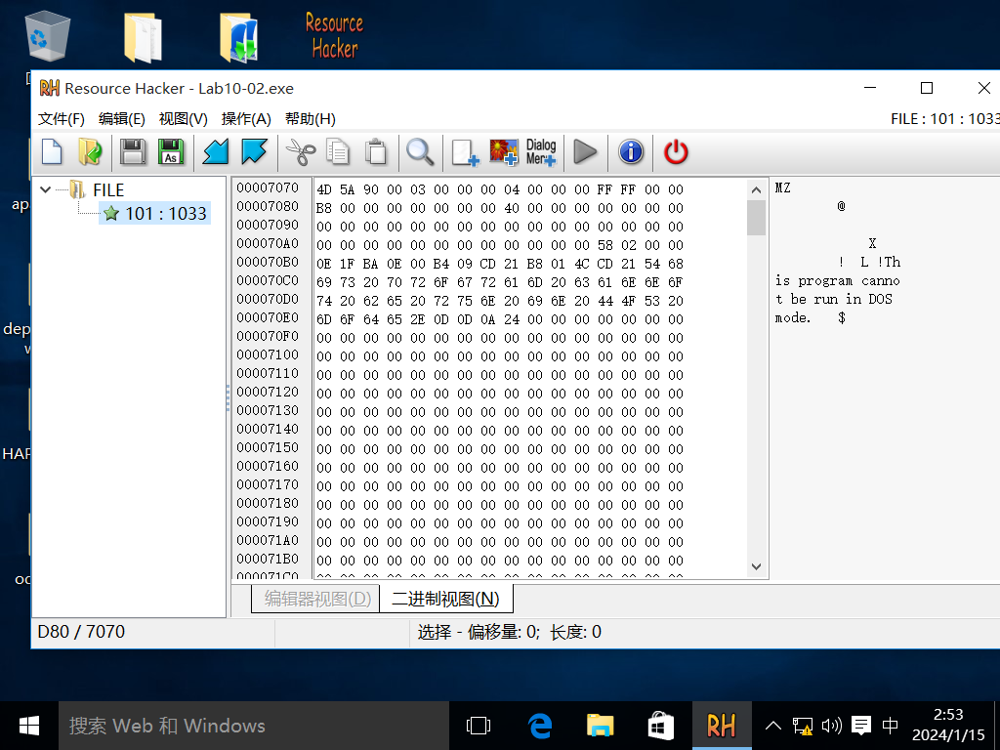 Resource
Hacker
Resource Hacker - Lab10-02.exe
文件(F) 编辑(E) 视图(V) 操作(A) 帮助(H)
FILE : 101 : 1033
As
Dialog
Menu
FILE
101 : 1033
00007070 4D 5A 90 00 03 00 00 00 04 00 00 00 FF FF 00 00 MZ
00007080 B8 00 00 00 00 00 00 00 40 00 00 00 00 00 00 00 @
00007090 00 00 00 00 00 00 00 00 00 00 00 00 00 00 00 00
000070A0 00 00 00 00 00 00 00 00 00 00 00 00 58 02 00 00 X
000070B0 0E 1F BA 0E 00 B4 09 CD 21 B8 01 4C CD 21 54 68 ! L !Th
000070C0 69 73 20 70 72 6F 67 72 61 6D 20 63 61 6E 6E 6F is program canno
000070D0 74 20 62 65 20 72 75 6E 20 69 6E 20 44 4F 53 20 t be run in DOS
000070E0 6D 6F 64 65 2E 0D 0D 0A 24 00 00 00 00 00 00 00 mode. $
000070F0 00 00 00 00 00 00 00 00 00 00 00 00 00 00 00 00
00007100 00 00 00 00 00 00 00 00 00 00 00 00 00 00 00 00
00007110 00 00 00 00 00 00 00 00 00 00 00 00 00 00 00 00
00007120 00 00 00 00 00 00 00 00 00 00 00 00 00 00 00 00
00007130 00 00 00 00 00 00 00 00 00 00 00 00 00 00 00 00
00007140 00 00 00 00 00 00 00 00 00 00 00 00 00 00 00 00
00007150 00 00 00 00 00 00 00 00 00 00 00 00 00 00 00 00
00007160 00 00 00 00 00 00 00 00 00 00 00 00 00 00 00 00
00007170 00 00 00 00 00 00 00 00 00 00 00 00 00 00 00 00
00007180 00 00 00 00 00 00 00 00 00 00 00 00 00 00 00 00
00007190 00 00 00 00 00 00 00 00 00 00 00 00 00 00 00 00
000071A0 00 00 00 00 00 00 00 00 00 00 00 00 00 00 00 00
000071B0 00 00 00 00 00 00 00 00 00 00 00 00 00 00 00 00
000071C0
编辑器视图(D) 二进制视图(N)
D80 / 7070
选择 - 偏移量: 0; 长度: 0
搜索 Web 和 Windows
RH
中
2:53
2024/1/15